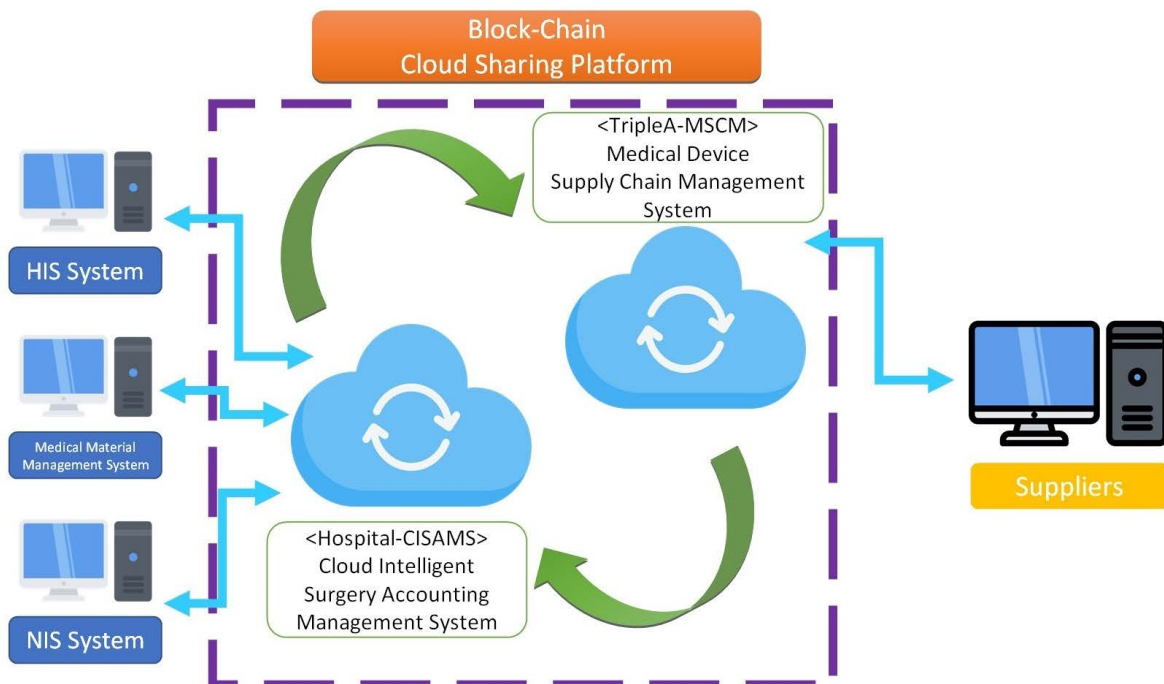 Block-Chain
Cloud Sharing Platform
<TripleA-MSCM>
Medical Device
Supply Chain Management
System
HIS System
Medical Material
Management System
NIS System
<Hospital-CISAMS>
Cloud Intelligent
Surgery Accounting
Management System
Suppliers